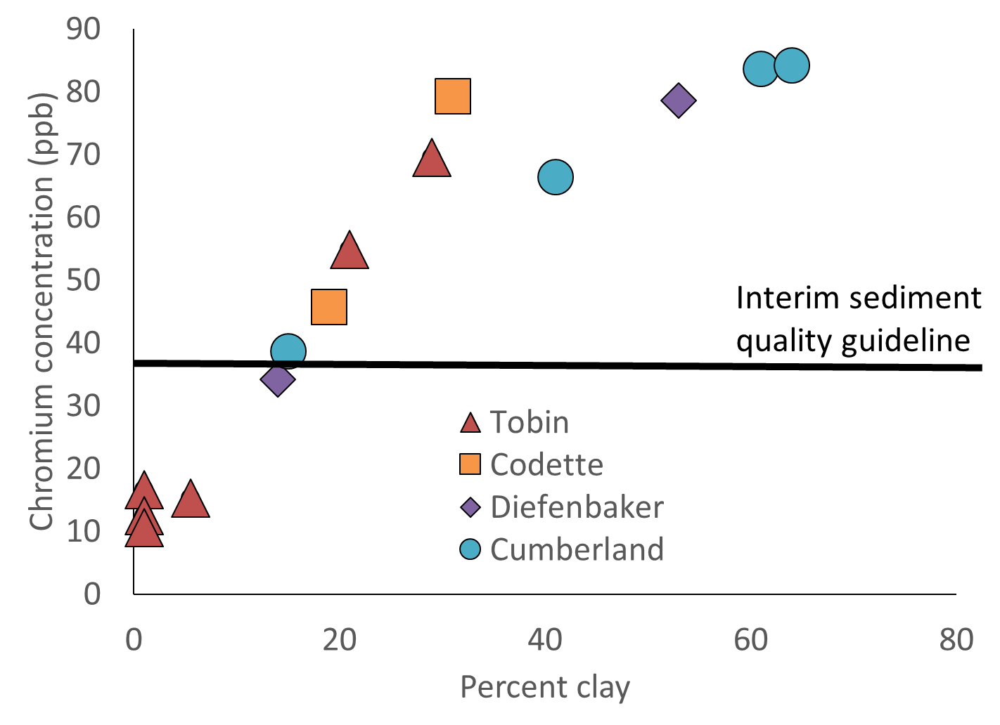 90
80
70
60
50
40
30
20
10
0
Chromium concentration (ppb)
Interim sediment
quality guideline
Tobin
Codette
Diefenbaker
Cumberland
0 20 40 60 80
Percent clay